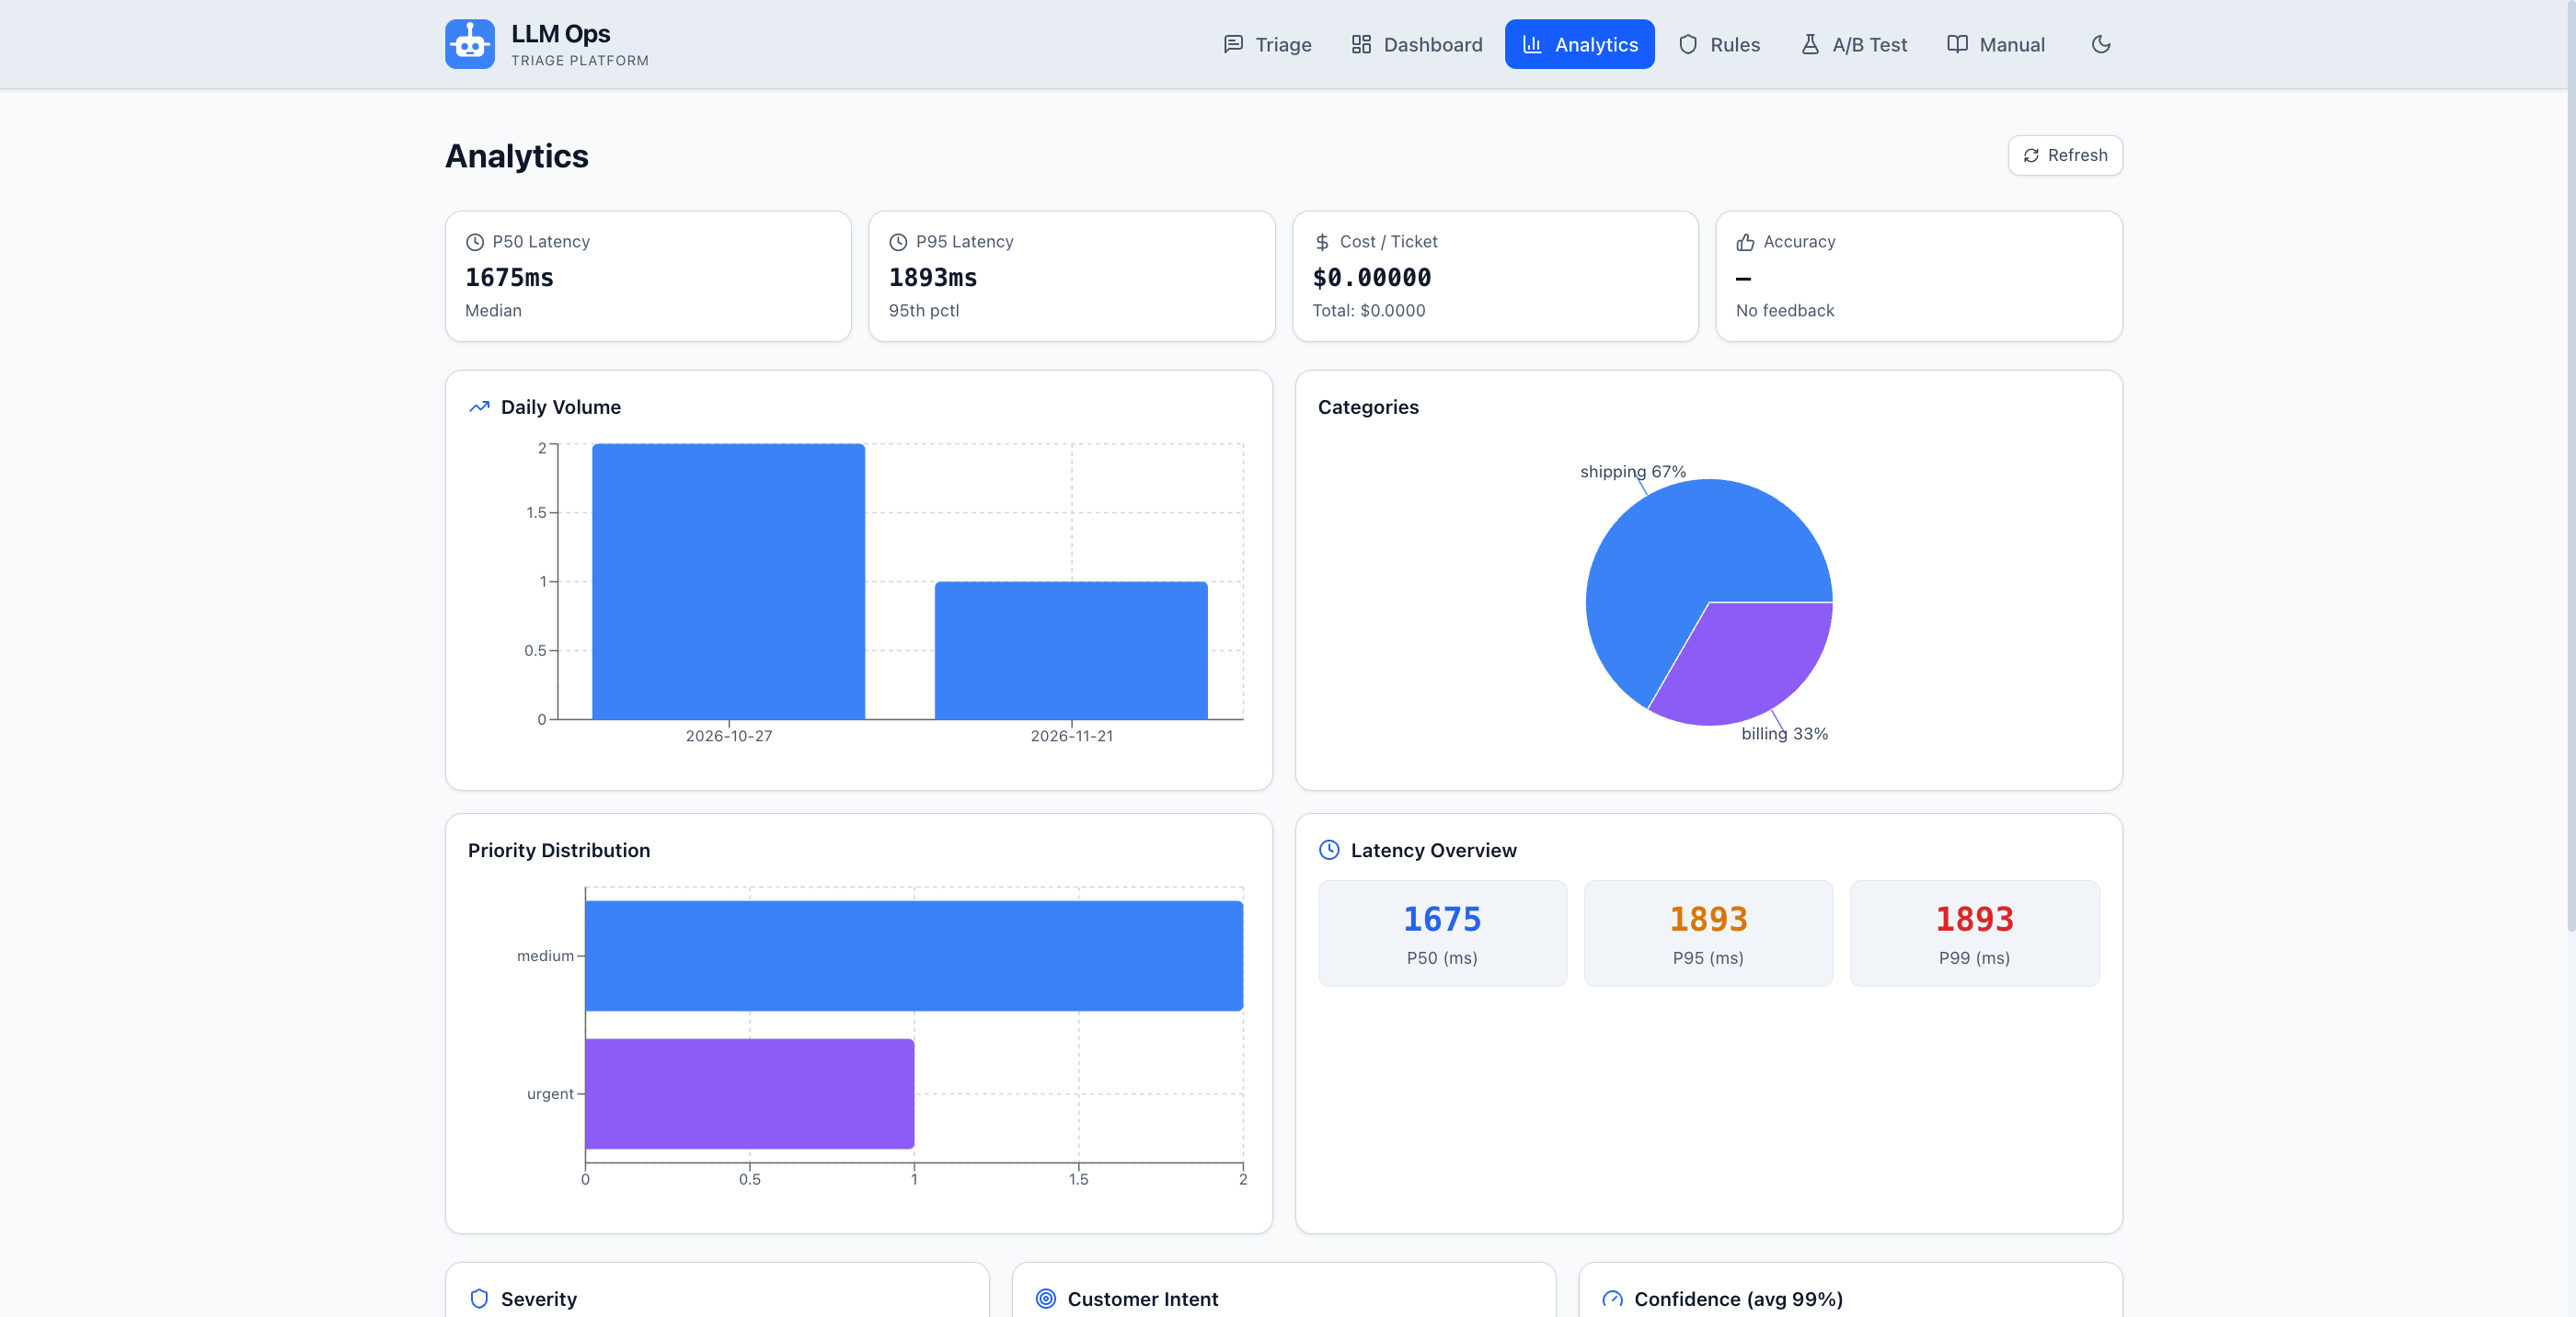 LLM Ops
TRIAGE PLATFORM
Triage
Dashboard
Analytics
Rules
A/B Test
Manual
Analytics
Refresh
P50 Latency
1675ms
Median
P95 Latency
1893ms
95th pctl
Cost / Ticket
$0.00000
Total: $0.0000
Accuracy
—
No feedback
Daily Volume
2
1.5
1
0.5
0
2026-10-27
2026-11-21
Categories
shipping 67%
billing 33%
Priority Distribution
medium
urgent
0
0.5
1
1.5
2
Latency Overview
1675
P50 (ms)
1893
P95 (ms)
1893
P99 (ms)
Severity
Customer Intent
Confidence (avg 99%)